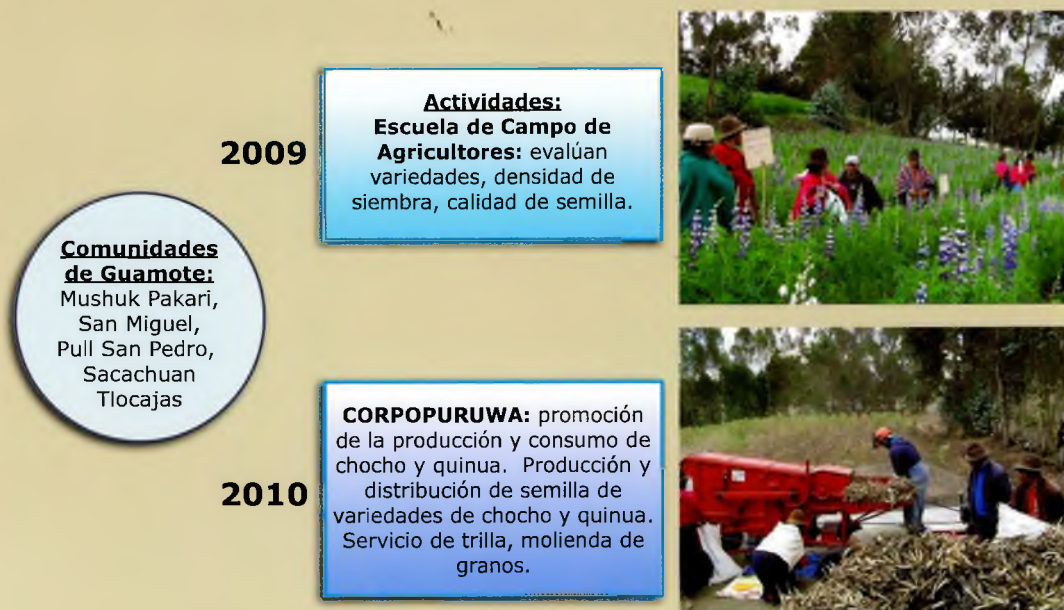 Comunidades
de Guamote:
Mushuk Pakari,
San Miguel,
Pull San Pedro,
Sacachuan
Tlocajas
2009
Actividades:
Escuela de Campo de
Agricultores: evalúan
variedades, densidad de
siembra, calidad de semilla.
2010
CORPOPURUWA: promoción
de la producción y consumo de
chocho y quinua. Producción y
distribución de semilla de
variedades de chocho y quinua.
Servicio de trilla, molienda de
granos.